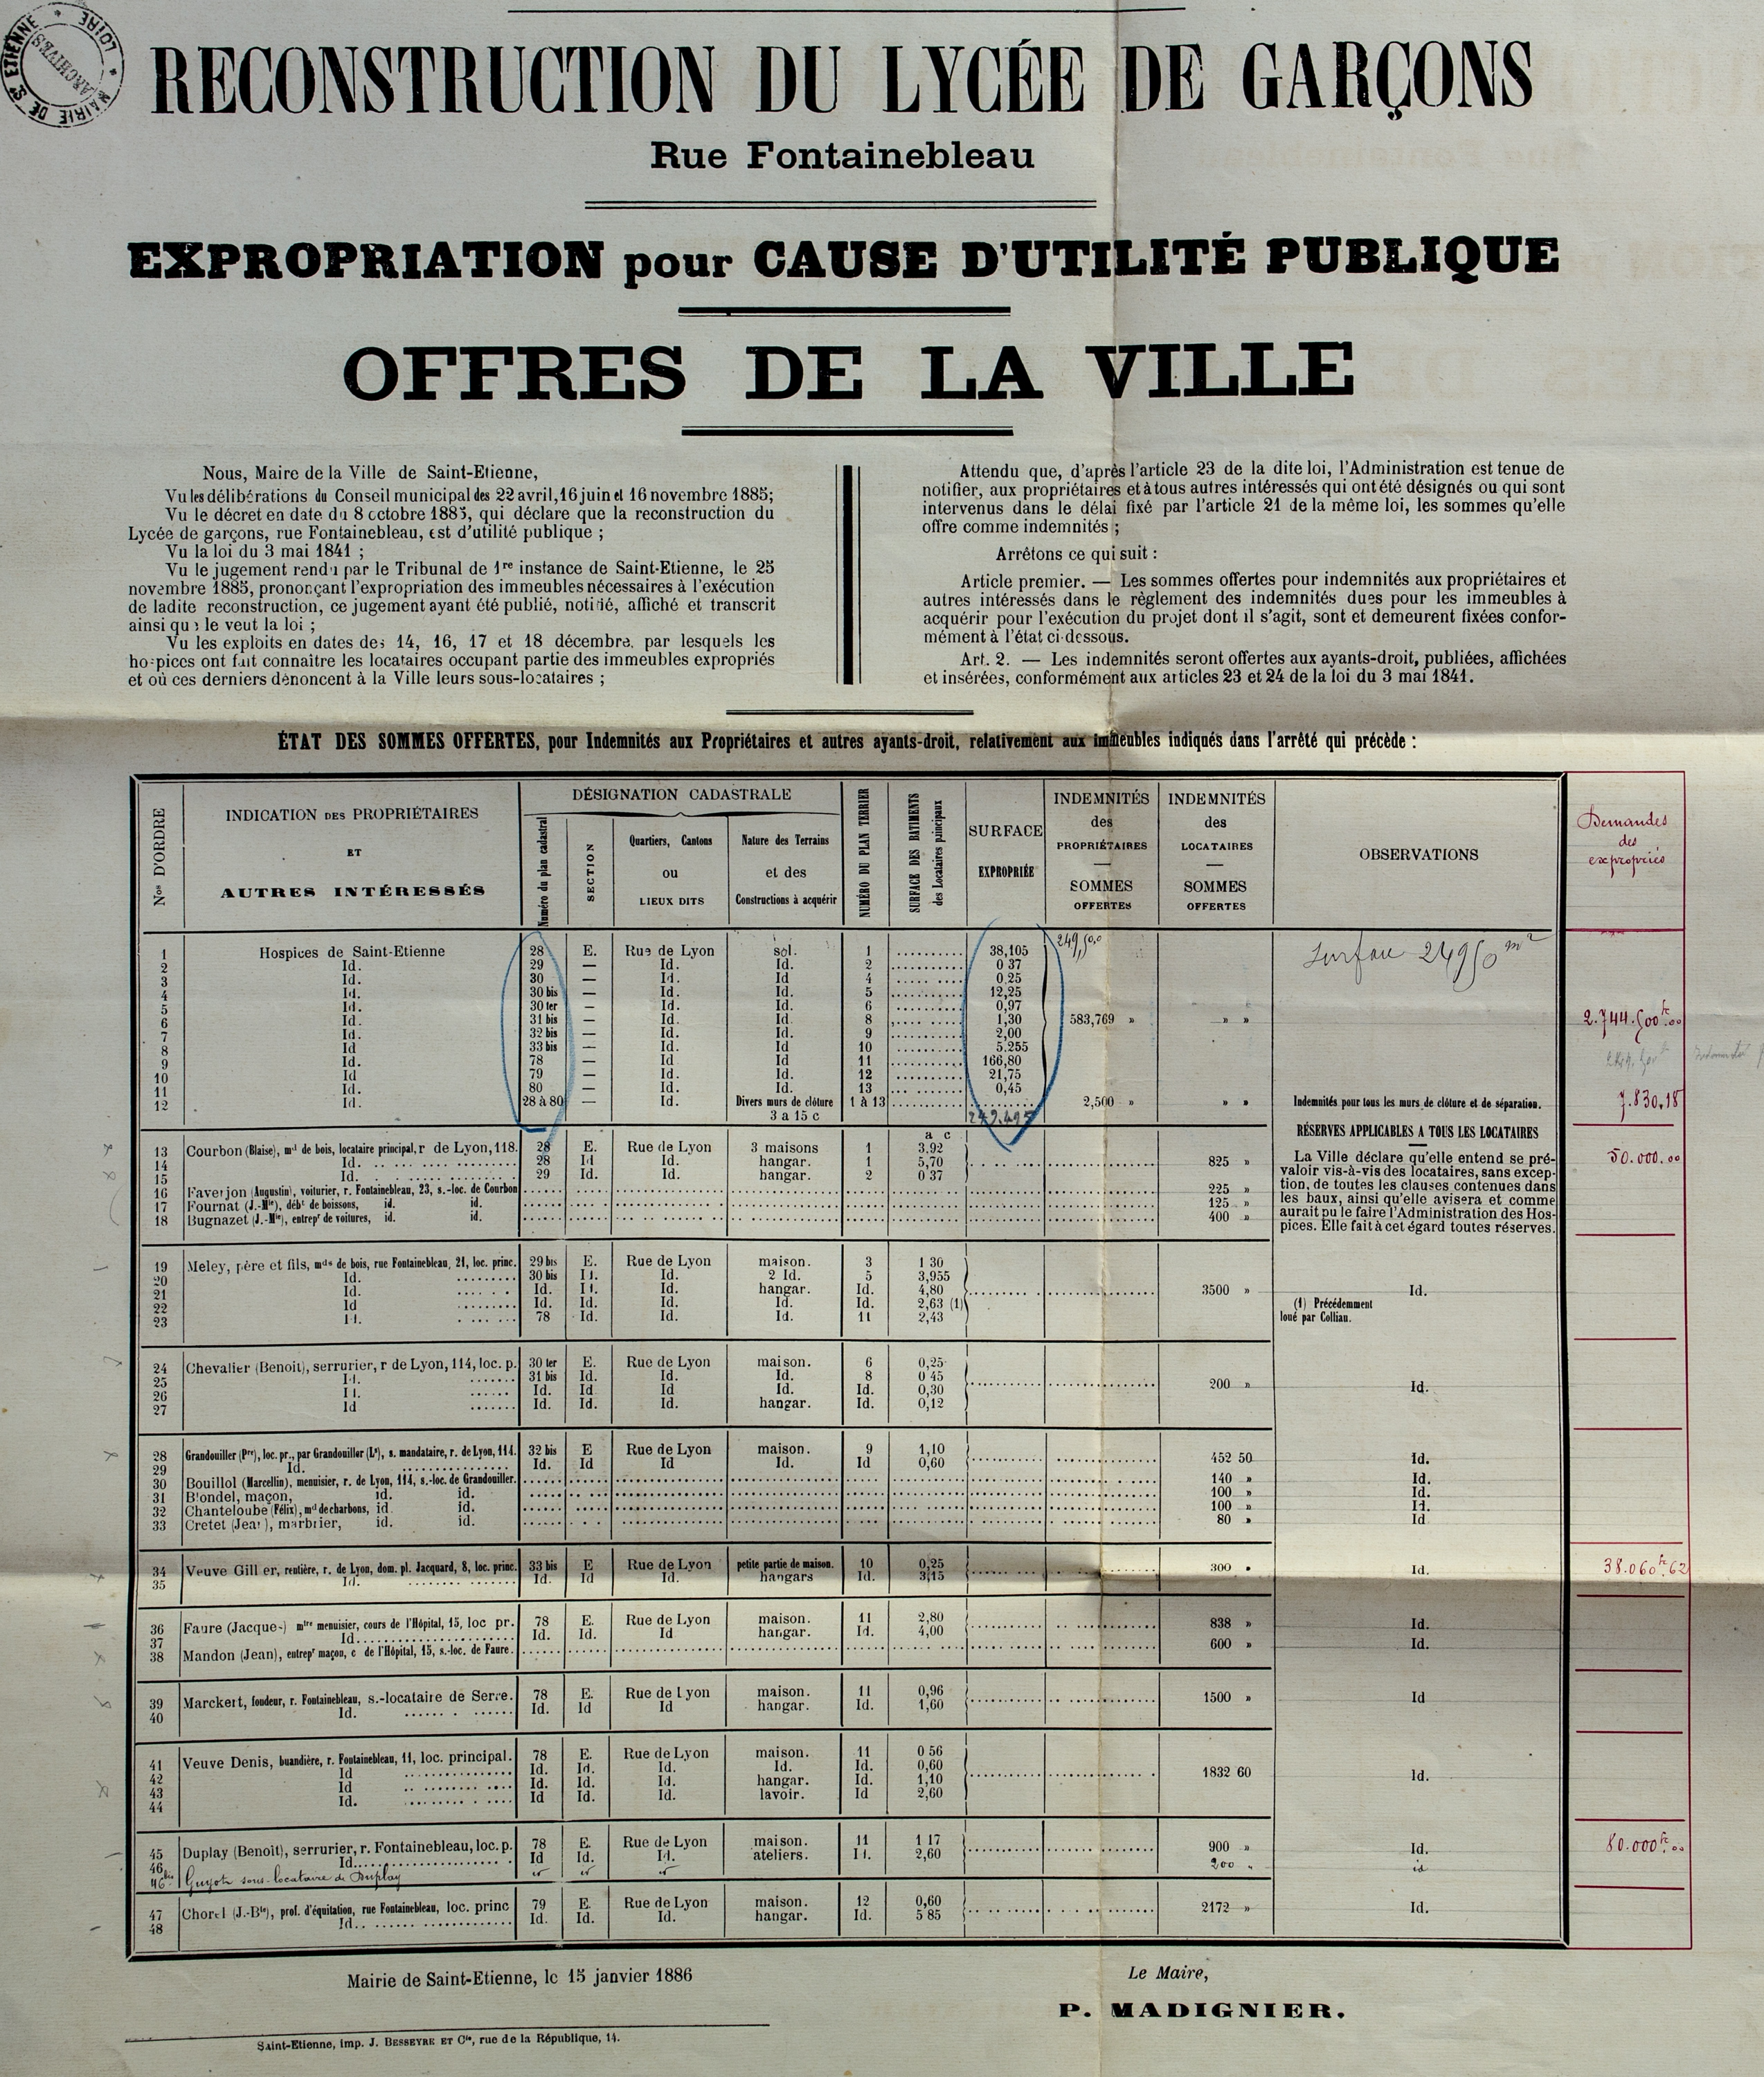 MAIRIE DE St ETIENNE * LOIRE *
ARCHIVES
RECONSTRUCTION DU LYCÉE DE GARÇONS
Rue Fontainebleau
EXPROPRIATION pour CAUSE D'UTILITÉ PUBLIQUE
OFFRES DE LA VILLE
Nous, Maire de la Ville de Saint-Etienne,
Vu les délibérations du Conseil municipal des 22 avril, 16 juin et 16 novembre 1885;
Vu le décret en date du 8 octobre 1885, qui déclare que la reconstruction du
Lycée de garçons, rue Fontainebleau, est d'utilité publique ;
Vu la loi du 3 mai 1841 ;
Vu le jugement rendu par le Tribunal de 1re instance de Saint-Etienne, le 25
novembre 1885, prononçant l'expropriation des immeubles nécessaires à l'exécution
de ladite reconstruction, ce jugement ayant été publié, notifié, affiché et transcrit
ainsi que le veut la loi ;
Vu les exploits en dates des 14, 16, 17 et 18 décembre, par lesquels les
hospices ont fait connaitre les locataires occupant partie des immeubles expropriés
et où ces derniers dénoncent à la Ville leurs sous-locataires ;
Attendu que, d'après l'article 23 de la dite loi, l'Administration est tenue de
notifier, aux propriétaires et à tous autres intéressés qui ont été désignés ou qui sont
intervenus dans le délai fixé par l'article 21 de la même loi, les sommes qu'elle
offre comme indemnités ;
Arrêtons ce qui suit :
Article premier. — Les sommes offertes pour indemnités aux propriétaires et
autres intéressés dans le règlement des indemnités dues pour les immeubles à
acquérir pour l'exécution du projet dont il s'agit, sont et demeurent fixées confor-
mément à l'état ci-dessous.
Art. 2. — Les indemnités seront offertes aux ayants-droit, publiées, affichées
et insérées, conformément aux articles 23 et 24 de la loi du 3 mai 1841.
ÉTAT DES SOMMES OFFERTES, pour Indemnités aux Propriétaires et autres ayants-droit, relativement aux immeubles indiqués dans l'arrêté qui précède :
Nos D'ORDRE
INDICATION DES PROPRIÉTAIRES
ET
AUTRES INTÉRESSÉS
DÉSIGNATION CADASTRALE
Numéro du plan cadastral
SECTION
Quartiers, Cantons
ou
LIEUX DITS
Nature des Terrains
et des
Constructions à acquérir
NUMÉRO DU PLAN TERRIER
SURFACE DES BATIMENTS
des Locataires principaux
SURFACE
EXPROPRIÉE
INDEMNITÉS
des
PROPRIÉTAIRES
SOMMES
OFFERTES
INDEMNITÉS
des
LOCATAIRES
SOMMES
OFFERTES
OBSERVATIONS
Demandes
des
expropriés
1 Hospices de Saint-Etienne 28 E. Rue de Lyon sol. 1 38,105
2 Id. 29 — Id. Id. 2 0 37
3 Id. 30 — Id. Id 4 0,25
4 Id. 30 bis — Id. Id. 5 12,25
5 Id. 30 ter — Id. Id. 6 0,97
6 Id. 31 bis — Id. Id. 8 1,30 583,769 » » »
7 Id. 32 bis — Id. Id. 9 2,00
8 Id 33 bis — Id. Id 10 5.255
9 Id. 78 — Id. Id 11 166,80
10 Id 79 — Id. Id. 12 21,75
11 Id. 80 — Id. Id. 13 0,45
12 Id. 28 à 80 — Id. Divers murs de clôture 1 à 13 2,500 » » » Indemnités pour tous les murs de clôture et de séparation.
3 a 15 c
249.495
Surface 24950 m2
2.744.500 fr.00
7.830,18
RÉSERVES APPLICABLES A TOUS LES LOCATAIRES
La Ville déclare qu'elle entend se pré-
valoir vis-à-vis des locataires, sans excep-
tion, de toutes les clauses contenues dans
les baux, ainsi qu'elle avisera et comme
aurait pu le faire l'Administration des Hos-
pices. Elle fait à cet égard toutes réserves.
a c
13 Courbon (Blaise), md de bois, locataire principal, r de Lyon, 118. 28 E. Rue de Lyon 3 maisons 1 3.92
14 Id. 28 Id Id. hangar. 1 5,70 825 » 50.000.00
15 Id. 29 Id. Id. hangar. 2 0 37
16 Faverjon (Augustin), voiturier, r. Fontainebleau, 23, s.-loc. de Courbon 225 »
17 Fournat (J.-Mie), débt de boissons, id. id. 125 »
18 Bugnazet (J.-Mie), entrepr de voitures, id. id. 400 »
19 Meley, père et fils, mds de bois, rue Fontainebleau, 21, loc. princ. 29 bis E. Rue de Lyon maison. 3 1 30
20 Id. 30 bis Id. Id. 2 Id. 5 3,955
21 Id. Id. Id. Id. hangar. Id. 4,80 3500 » Id.
22 Id Id. Id. Id. Id. Id. 2,63 (1) (1) Précédemment
23 Id. 78 Id. Id. Id. 11 2,43 loué par Colliau.
24 Chevalier (Benoit), serrurier, r de Lyon, 114, loc. p. 30 ter E. Rue de Lyon maison. 6 0,25
25 Id. 31 bis Id. Id. Id. 8 0 45
26 Id. Id. Id Id Id. Id. 0,30 200 » Id.
27 Id Id. Id. Id. hangar. Id. 0,12
28 Grandouiller (Pre), loc. pr., par Grandouiller (Ls), s. mandataire, r. de Lyon, 114. 32 bis E Rue de Lyon maison. 9 1,10 452 50 Id.
29 Id. Id. Id Id Id. Id 0,60
30 Bouillol (Marcellin), menuisier, r. de Lyon, 114, s.-loc. de Grandouiller. 140 » Id.
31 Blondel, maçon, id. id. 100 » Id.
32 Chanteloube (Félix), md de charbons, id id. 100 » Id.
33 Cretet (Jean), marbrier, id. id. 80 » Id
34 Veuve Gillier, rentière, r. de Lyon, dom. pl. Jacquard, 8, loc. princ. 33 bis E Rue de Lyon petite partie de maison. 10 0,25 300 » Id. 38.060 fr.62
35 Id. Id. Id Id. hangars Id. 3,15
36 Faure (Jacques) mtre menuisier, cours de l'Hôpital, 15, loc pr. 78 E. Rue de Lyon maison. 11 2,80 838 » Id.
37 Id. Id. Id. Id hangar. Id. 4,00
38 Mandon (Jean), entrepr maçon, c de l'Hôpital, 15, s.-loc. de Faure. 600 » Id.
39 Marckert, fondeur, r. Fontainebleau, s.-locataire de Serre. 78 E. Rue de Lyon maison. 11 0,96 1500 » Id
40 Id. Id. Id Id hangar. Id. 1,60
41 Veuve Denis, buandière, r. Fontainebleau, 11, loc. principal. 78 E. Rue de Lyon maison. 11 0 56
42 Id Id. Id. Id. Id. Id. 0,60 1832 60 Id.
43 Id Id. Id. Id. hangar. Id. 1,10
44 Id. Id Id. Id. lavoir. Id 2,60
45 Duplay (Benoît), serrurier, r. Fontainebleau, loc. p. 78 E. Rue de Lyon maison. 11 1 17 900 » Id. 80.000 fr.00
46 Id. Id Id. Id. ateliers. Id. 2,60
46 bis Guyot sous-locataire de Duplay 200 » id
47 Chorel (J.-Bte), prof. d'équitation, rue Fontainebleau, loc. princ 79 E. Rue de Lyon maison. 12 0,60 2172 » Id.
48 Id. Id. Id. Id. hangar. Id. 5 85
Mairie de Saint-Etienne, le 15 janvier 1886
Le Maire,
P. MADIGNIER.
Saint-Etienne, imp. J. BESSEYRE ET Cie, rue de la République, 14.